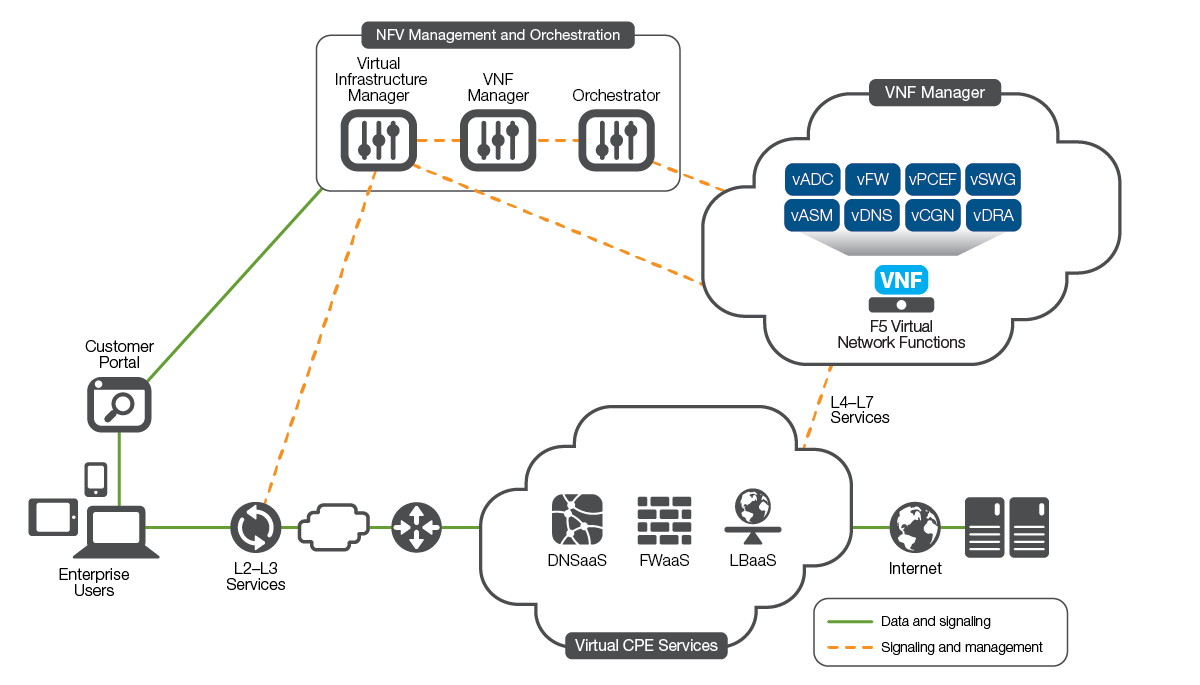 NFV Management and Orchestration
Virtual
Infrastructure
Manager
VNF
Manager
Orchestrator
VNF Manager
vADC
vFW
vPCEF
vSWG
vASM
vDNS
vCGN
vDRA
VNF
F5 Virtual
Network Functions
Customer
Portal
L4–L7
Services
Enterprise
Users
L2–L3
Services
DNSaaS
FWaaS
LBaaS
Internet
Virtual CPE Services
Data and signaling
Signaling and management